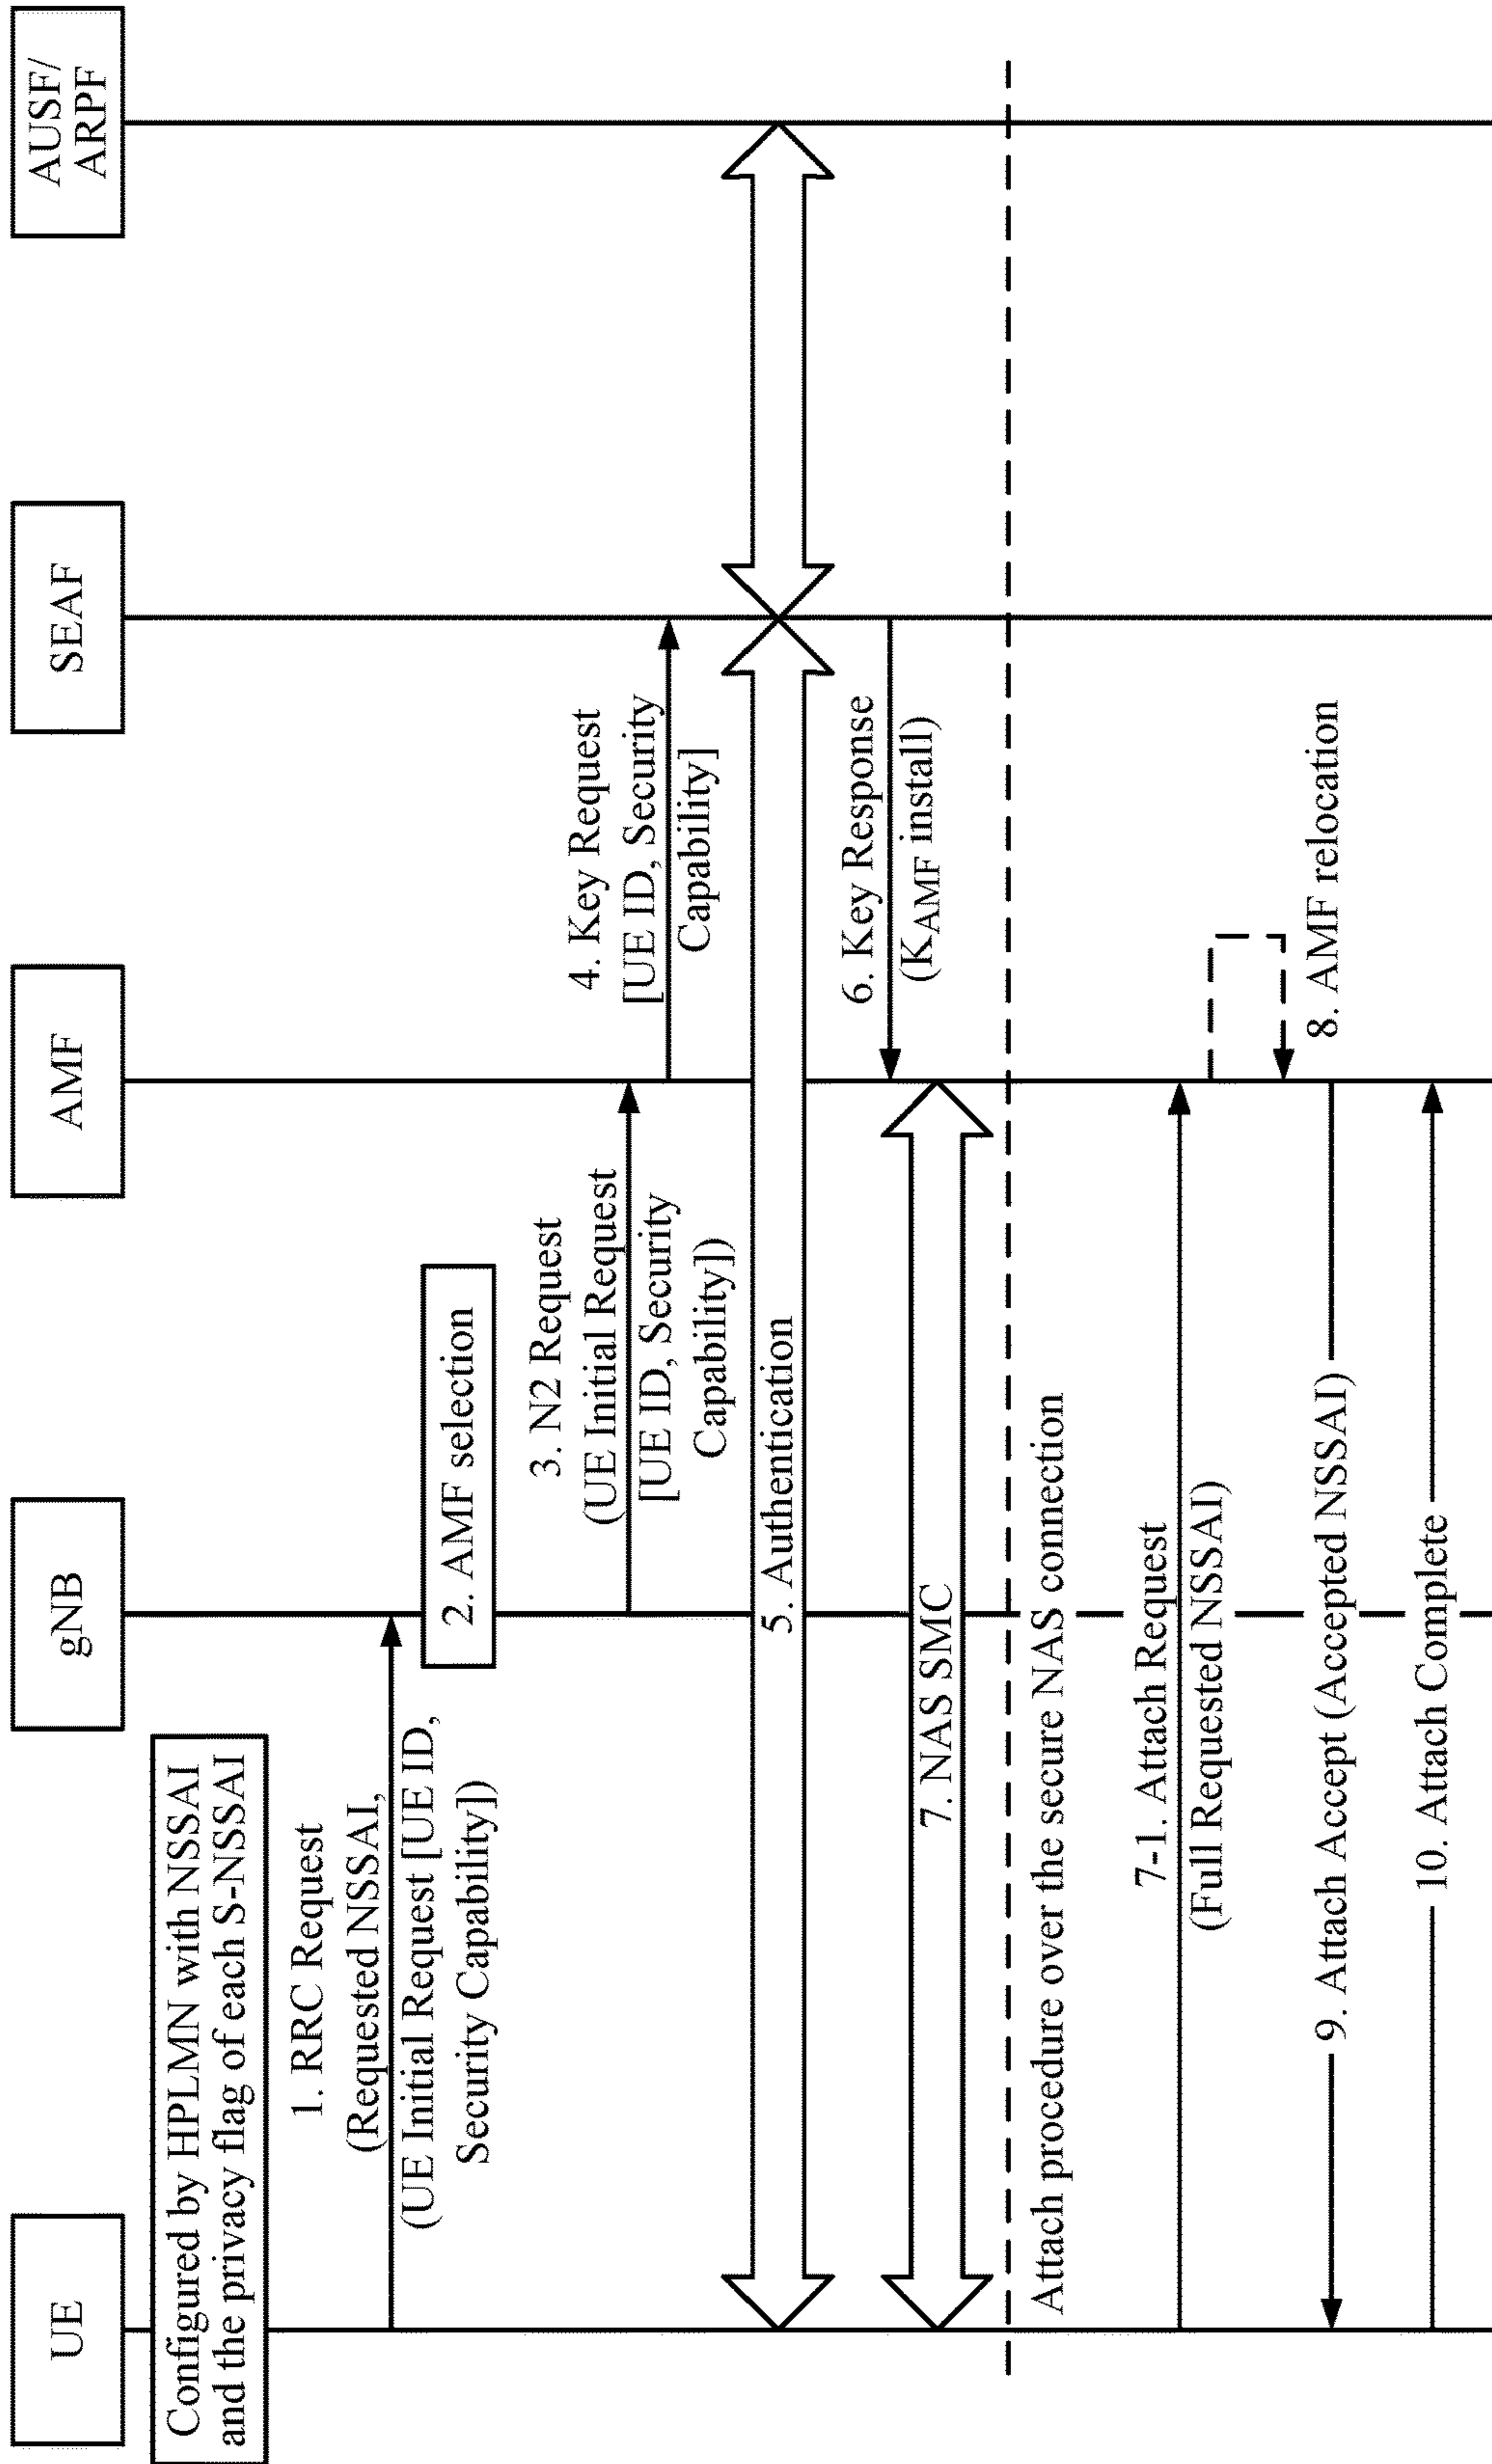 UE
gNB
AMF
SEAF
AUSF/
ARPF
Configured by HPLMN with NSSAI
and the privacy flag of each S-NSSAI
1. RRC Request
(Requested NSSAI,
(UE Initial Request [UE ID,
Security Capability])
2. AMF selection
3. N2 Request
(UE Initial Request
[UE ID, Security
Capability])
4. Key Request
[UE ID, Security
Capability]
5. Authentication
6. Key Response
(KAMF install)
7. NAS SMC
Attach procedure over the secure NAS connection
7-1. Attach Request
(Full Requested NSSAI)
8. AMF relocation
9. Attach Accept (Accepted NSSAI)
10. Attach Complete